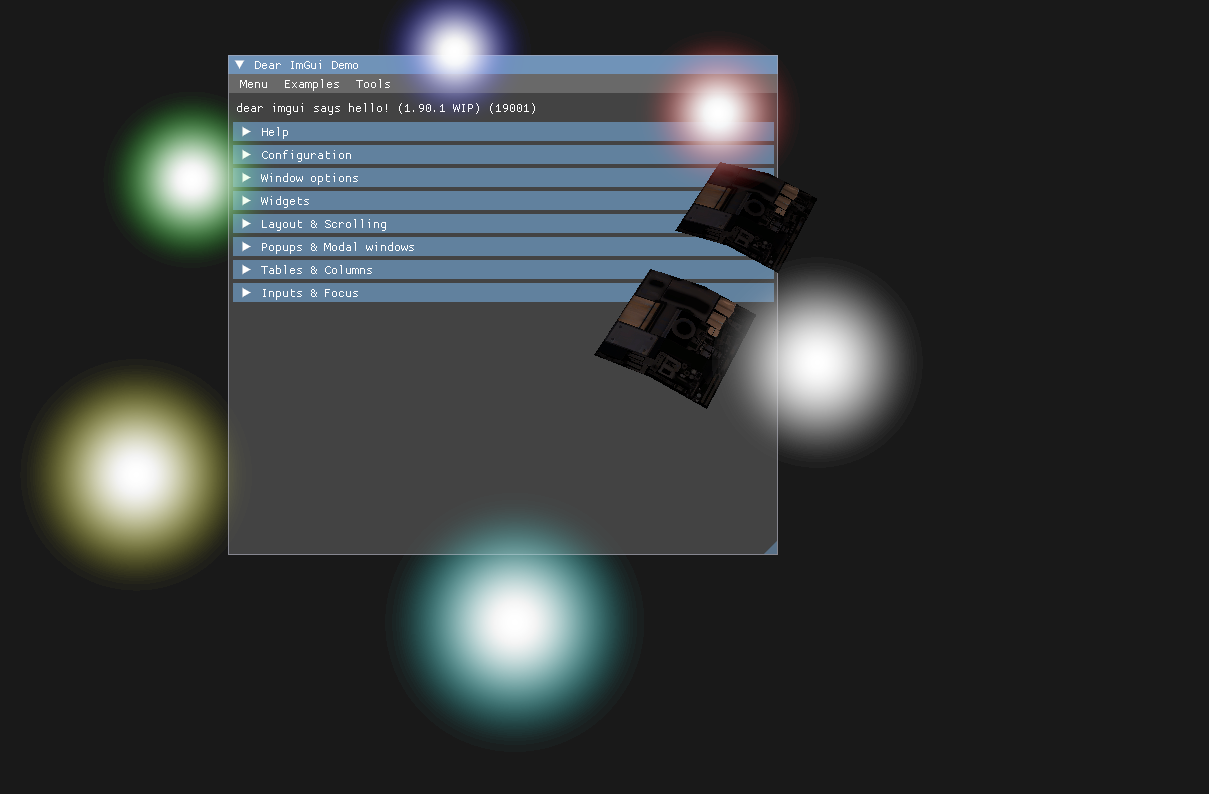 Dear ImGui Demo
Menu Examples Tools
dear imgui says hello! (1.90.1 WIP) (19001)
Help
Configuration
Window options
Widgets
Layout & Scrolling
Popups & Modal windows
Tables & Columns
Inputs & Focus